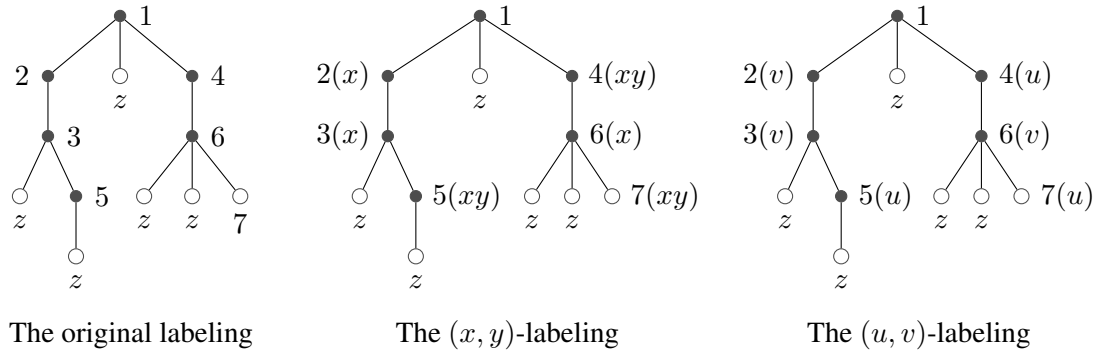 1 1 1
2 z 4 2(x) z 4(xy) 2(v) z 4(u)
3 6 3(x) 6(x) 3(v) 6(v)
z 5 z z 7 z 5(xy) z z 7(xy) z 5(u) z z 7(u)
z z z
The original labeling The (x, y)-labeling The (u, v)-labeling